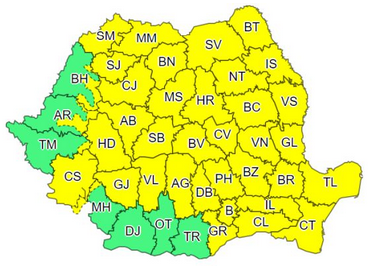 BT
SM
MM
SV
IS
BH
SJ
BN
NT
CJ
MS
HR
BC
VS
AR
AB
TM
HD
SB
BV
CV
VN
GL
CS
GJ
VL
AG
PH
BZ
BR
TL
DB
MH
DJ
OT
TR
GR
B
IL
CL
CT